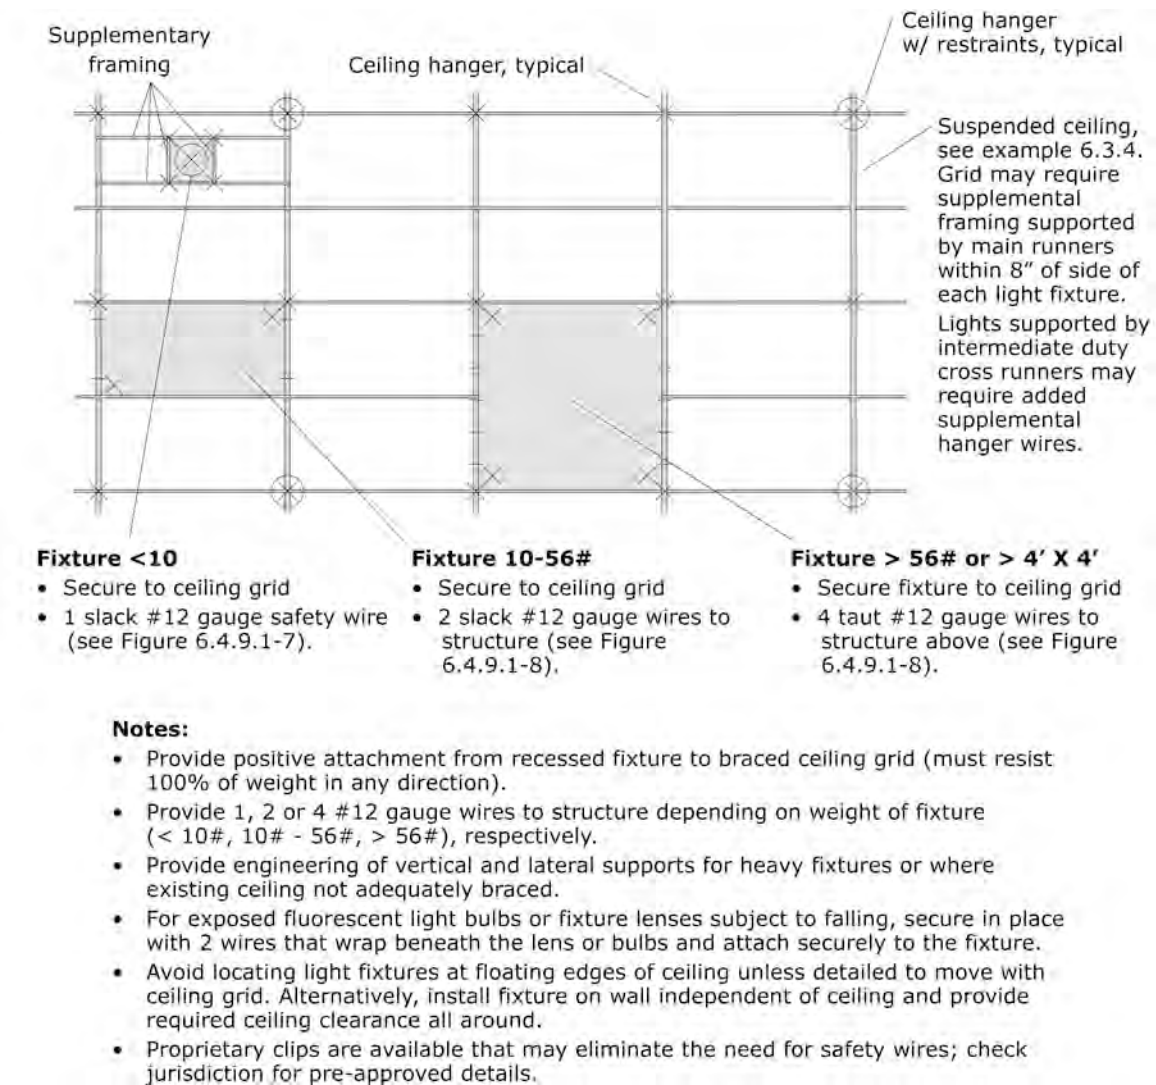 Supplementary
framing
Ceiling hanger, typical
Ceiling hanger
w/ restraints, typical
Suspended ceiling,
see example 6.3.4.
Grid may require
supplemental
framing supported
by main runners
within 8" of side of
each light fixture.
Lights supported by
intermediate duty
cross runners may
require added
supplemental
hanger wires.
Fixture <10
• Secure to ceiling grid
• 1 slack #12 gauge safety wire
(see Figure 6.4.9.1-7).
Fixture 10-56#
• Secure to ceiling grid
• 2 slack #12 gauge wires to
structure (see Figure
6.4.9.1-8).
Fixture > 56# or > 4' X 4'
• Secure fixture to ceiling grid
• 4 taut #12 gauge wires to
structure above (see Figure
6.4.9.1-8).
Notes:
• Provide positive attachment from recessed fixture to braced ceiling grid (must resist
100% of weight in any direction).
• Provide 1, 2 or 4 #12 gauge wires to structure depending on weight of fixture
(< 10#, 10# - 56#, > 56#), respectively.
• Provide engineering of vertical and lateral supports for heavy fixtures or where
existing ceiling not adequately braced.
• For exposed fluorescent light bulbs or fixture lenses subject to falling, secure in place
with 2 wires that wrap beneath the lens or bulbs and attach securely to the fixture.
• Avoid locating light fixtures at floating edges of ceiling unless detailed to move with
ceiling grid. Alternatively, install fixture on wall independent of ceiling and provide
required ceiling clearance all around.
• Proprietary clips are available that may eliminate the need for safety wires; check
jurisdiction for pre-approved details.